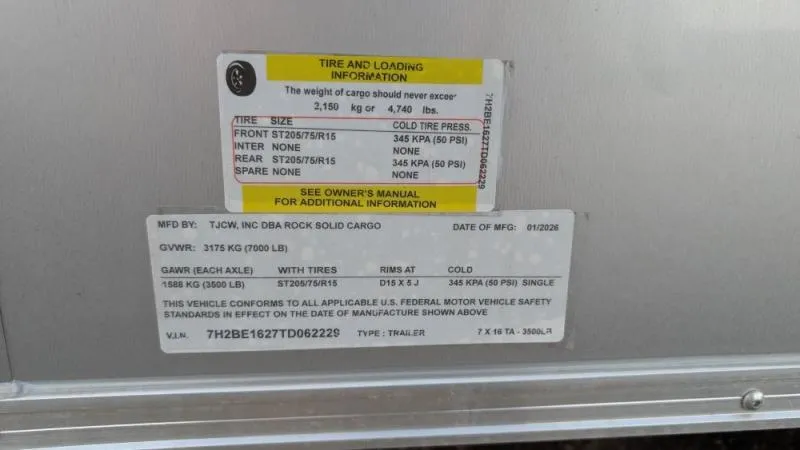 TIRE AND LOADING
INFORMATION
The weight of cargo should never excee
2,150 kg or 4,740 lbs.
TIRE SIZE COLD TIRE PRESS.
FRONT ST205/75/R15 345 KPA (50 PSI)
INTER NONE NONE
REAR ST205/75/R15 345 KPA (50 PSI)
SPARE NONE NONE
SEE OWNER'S MANUAL
FOR ADDITIONAL INFORMATION
7H2BE1627TD062229
MFD BY: TJCW, INC DBA ROCK SOLID CARGO DATE OF MFG: 01/2026
GVWR: 3175 KG (7000 LB)
GAWR (EACH AXLE) WITH TIRES RIMS AT COLD
1588 KG (3500 LB) ST205/75/R15 D15 X 5 J 345 KPA (50 PSI) SINGLE
THIS VEHICLE CONFORMS TO ALL APPLICABLE U.S. FEDERAL MOTOR VEHICLE SAFETY
STANDARDS IN EFFECT ON THE DATE OF MANUFACTURE SHOWN ABOVE
V.I.N. 7H2BE1627TD062229 TYPE : TRAILER 7 X 16 TA - 3500LB